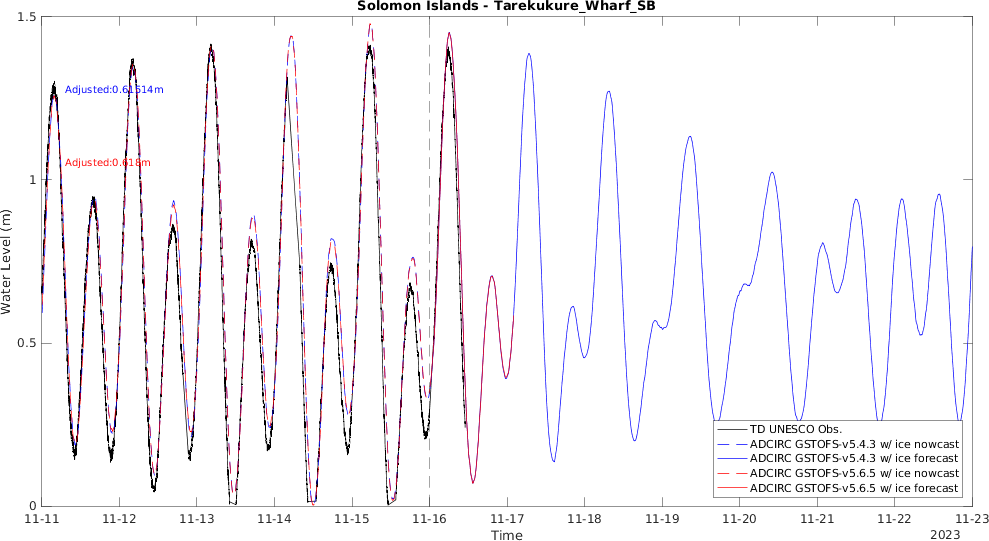 Solomon Islands - Tarekukure_Wharf_SB
1.5
1
0.5
0
Water Level (m)
Adjusted:0.61514m
Adjusted:0.618m
TD UNESCO Obs.
ADCIRC GSTOFS-v5.4.3 w/ ice nowcast
ADCIRC GSTOFS-v5.4.3 w/ ice forecast
ADCIRC GSTOFS-v5.6.5 w/ ice nowcast
ADCIRC GSTOFS-v5.6.5 w/ ice forecast
11-11 11-12 11-13 11-14 11-15 11-16 11-17 11-18 11-19 11-20 11-21 11-22 11-23
Time
2023